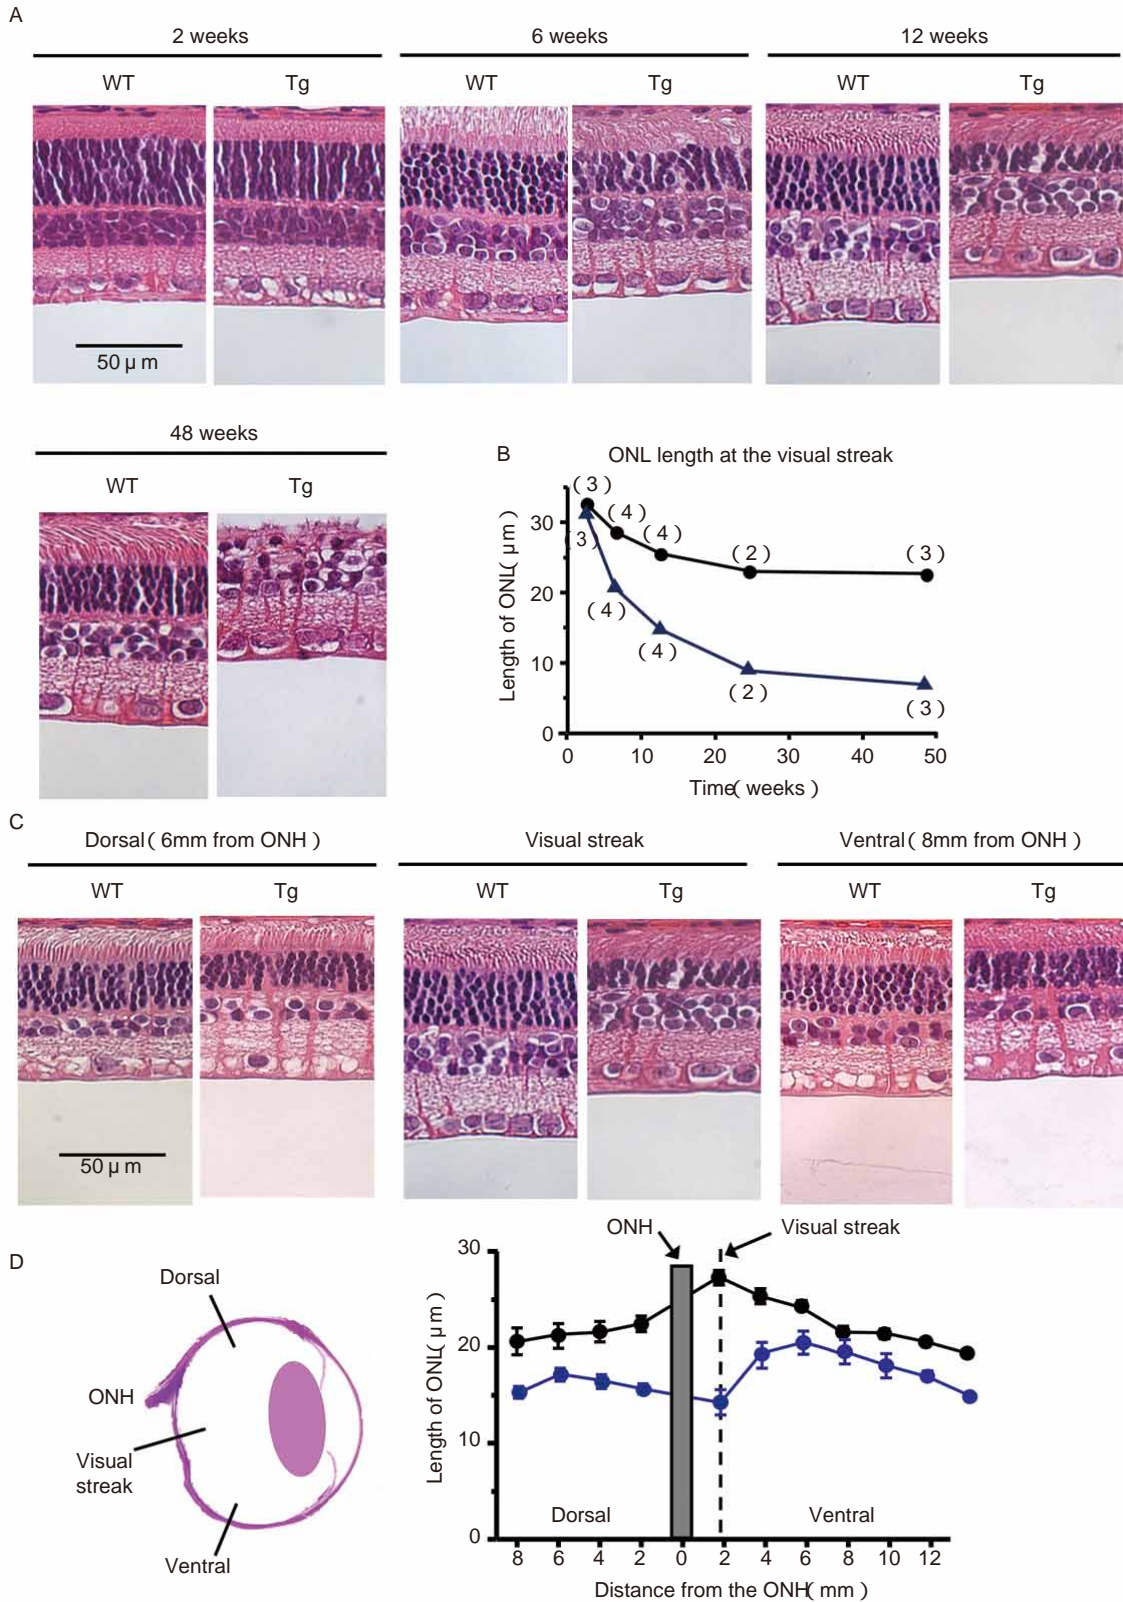 A
2 weeks 6 weeks 12 weeks
WT Tg WT Tg WT Tg
50 µ m
48 weeks
WT Tg
B
ONL length at the visual streak
Length of ONL( µ m )
30
20
10
0
( 3 )
( 4 )
( 4 )
( 2 )
( 3 )
( 3 )
( 4 )
( 4 )
( 2 )
( 3 )
0 10 20 30 40 50
Time( weeks )
C
Dorsal ( 6mm from ONH ) Visual streak Ventral ( 8mm from ONH )
WT Tg WT Tg WT Tg
50 µ m
D
Dorsal
ONH
Visual
streak
Ventral
ONH Visual streak
Length of ONL( µ m )
30
20
10
0
Dorsal Ventral
8 6 4 2 0 2 4 6 8 10 12
Distance from the ONH( mm )